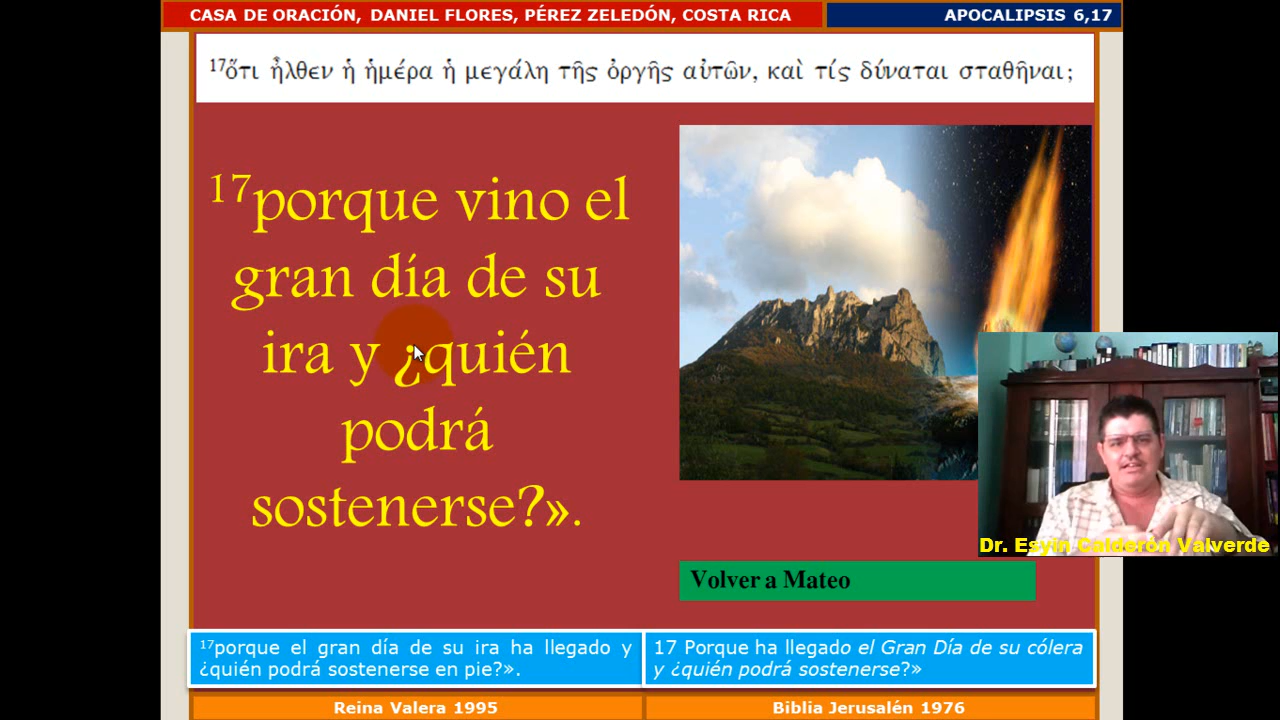 CASA DE ORACIÓN, DANIEL FLORES, PÉREZ ZELEDÓN, COSTA RICA
APOCALIPSIS 6,17
17ὅτι ἦλθεν ἡ ἡμέρα ἡ μεγάλη τῆς ὀργῆς αὐτῶν, καὶ τίς δύναται σταθῆναι;
17porque vino el
gran día de su
ira y ¿quién
podrá
sostenerse?».
Dr. Esyin Calderón Valverde
Volver a Mateo
17porque el gran día de su ira ha llegado y
¿quién podrá sostenerse en pie?».
17 Porque ha llegado el Gran Día de su cólera
y ¿quién podrá sostenerse?»
Reina Valera 1995
Biblia Jerusalén 1976